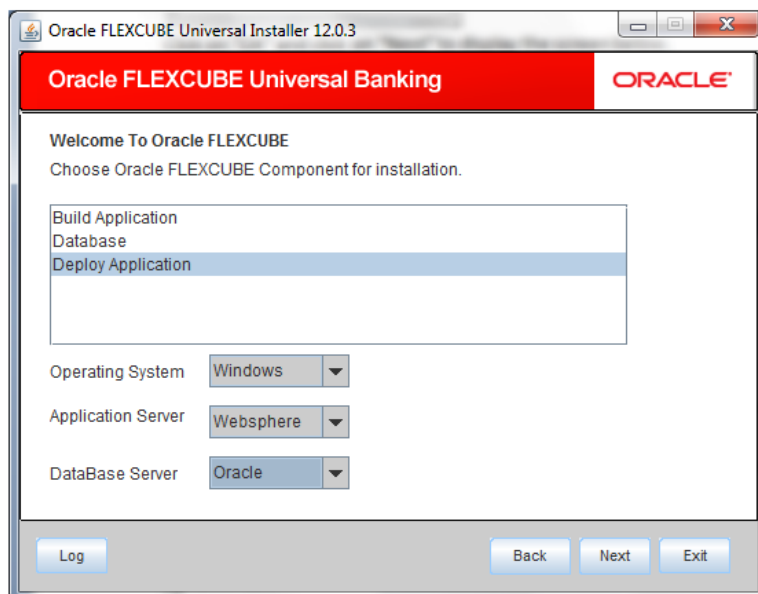 Oracle FLEXCUBE Universal Installer 12.0.3
Oracle FLEXCUBE Universal Banking
ORACLE
Welcome To Oracle FLEXCUBE
Choose Oracle FLEXCUBE Component for installation.
Build Application
Database
Deploy Application
Operating System Windows
Application Server Websphere
DataBase Server Oracle
Log Back Next Exit